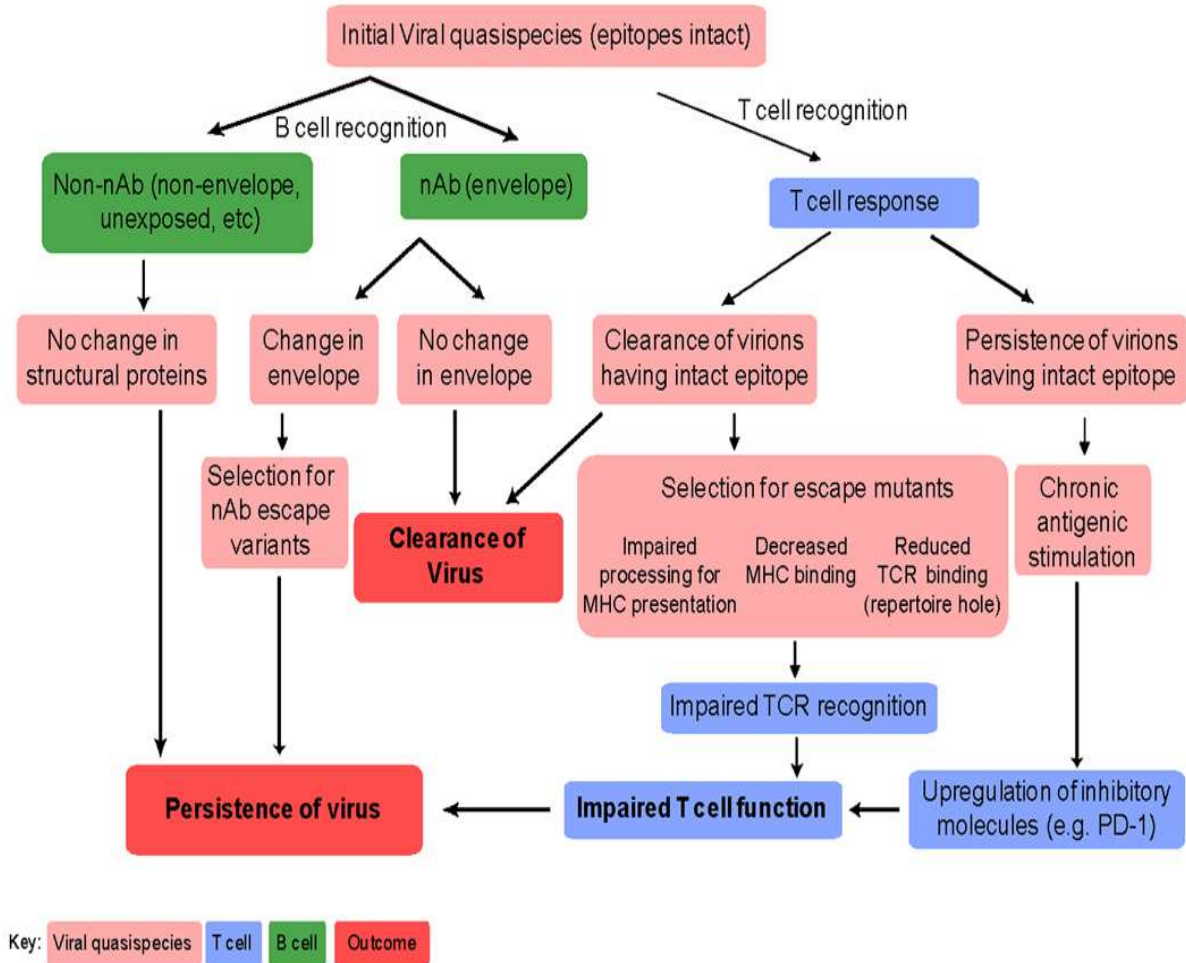 Initial Viral quasispecies (epitopes intact)
B cell recognition
T cell recognition
Non-nAb (non-envelope,
unexposed, etc)
nAb (envelope)
T cell response
No change in
structural proteins
Change in
envelope
No change
in envelope
Clearance of virions
having intact epitope
Persistence of virions
having intact epitope
Selection for
nAb escape
variants
Clearance of
Virus
Selection for escape mutants
Impaired
processing for
MHC presentation
Decreased
MHC binding
Reduced
TCR binding
(repertoire hole)
Chronic
antigenic
stimulation
Impaired TCR recognition
Persistence of virus
Impaired T cell function
Upregulation of inhibitory
molecules (e.g. PD-1)
Key: Viral quasispecies T cell B cell Outcome